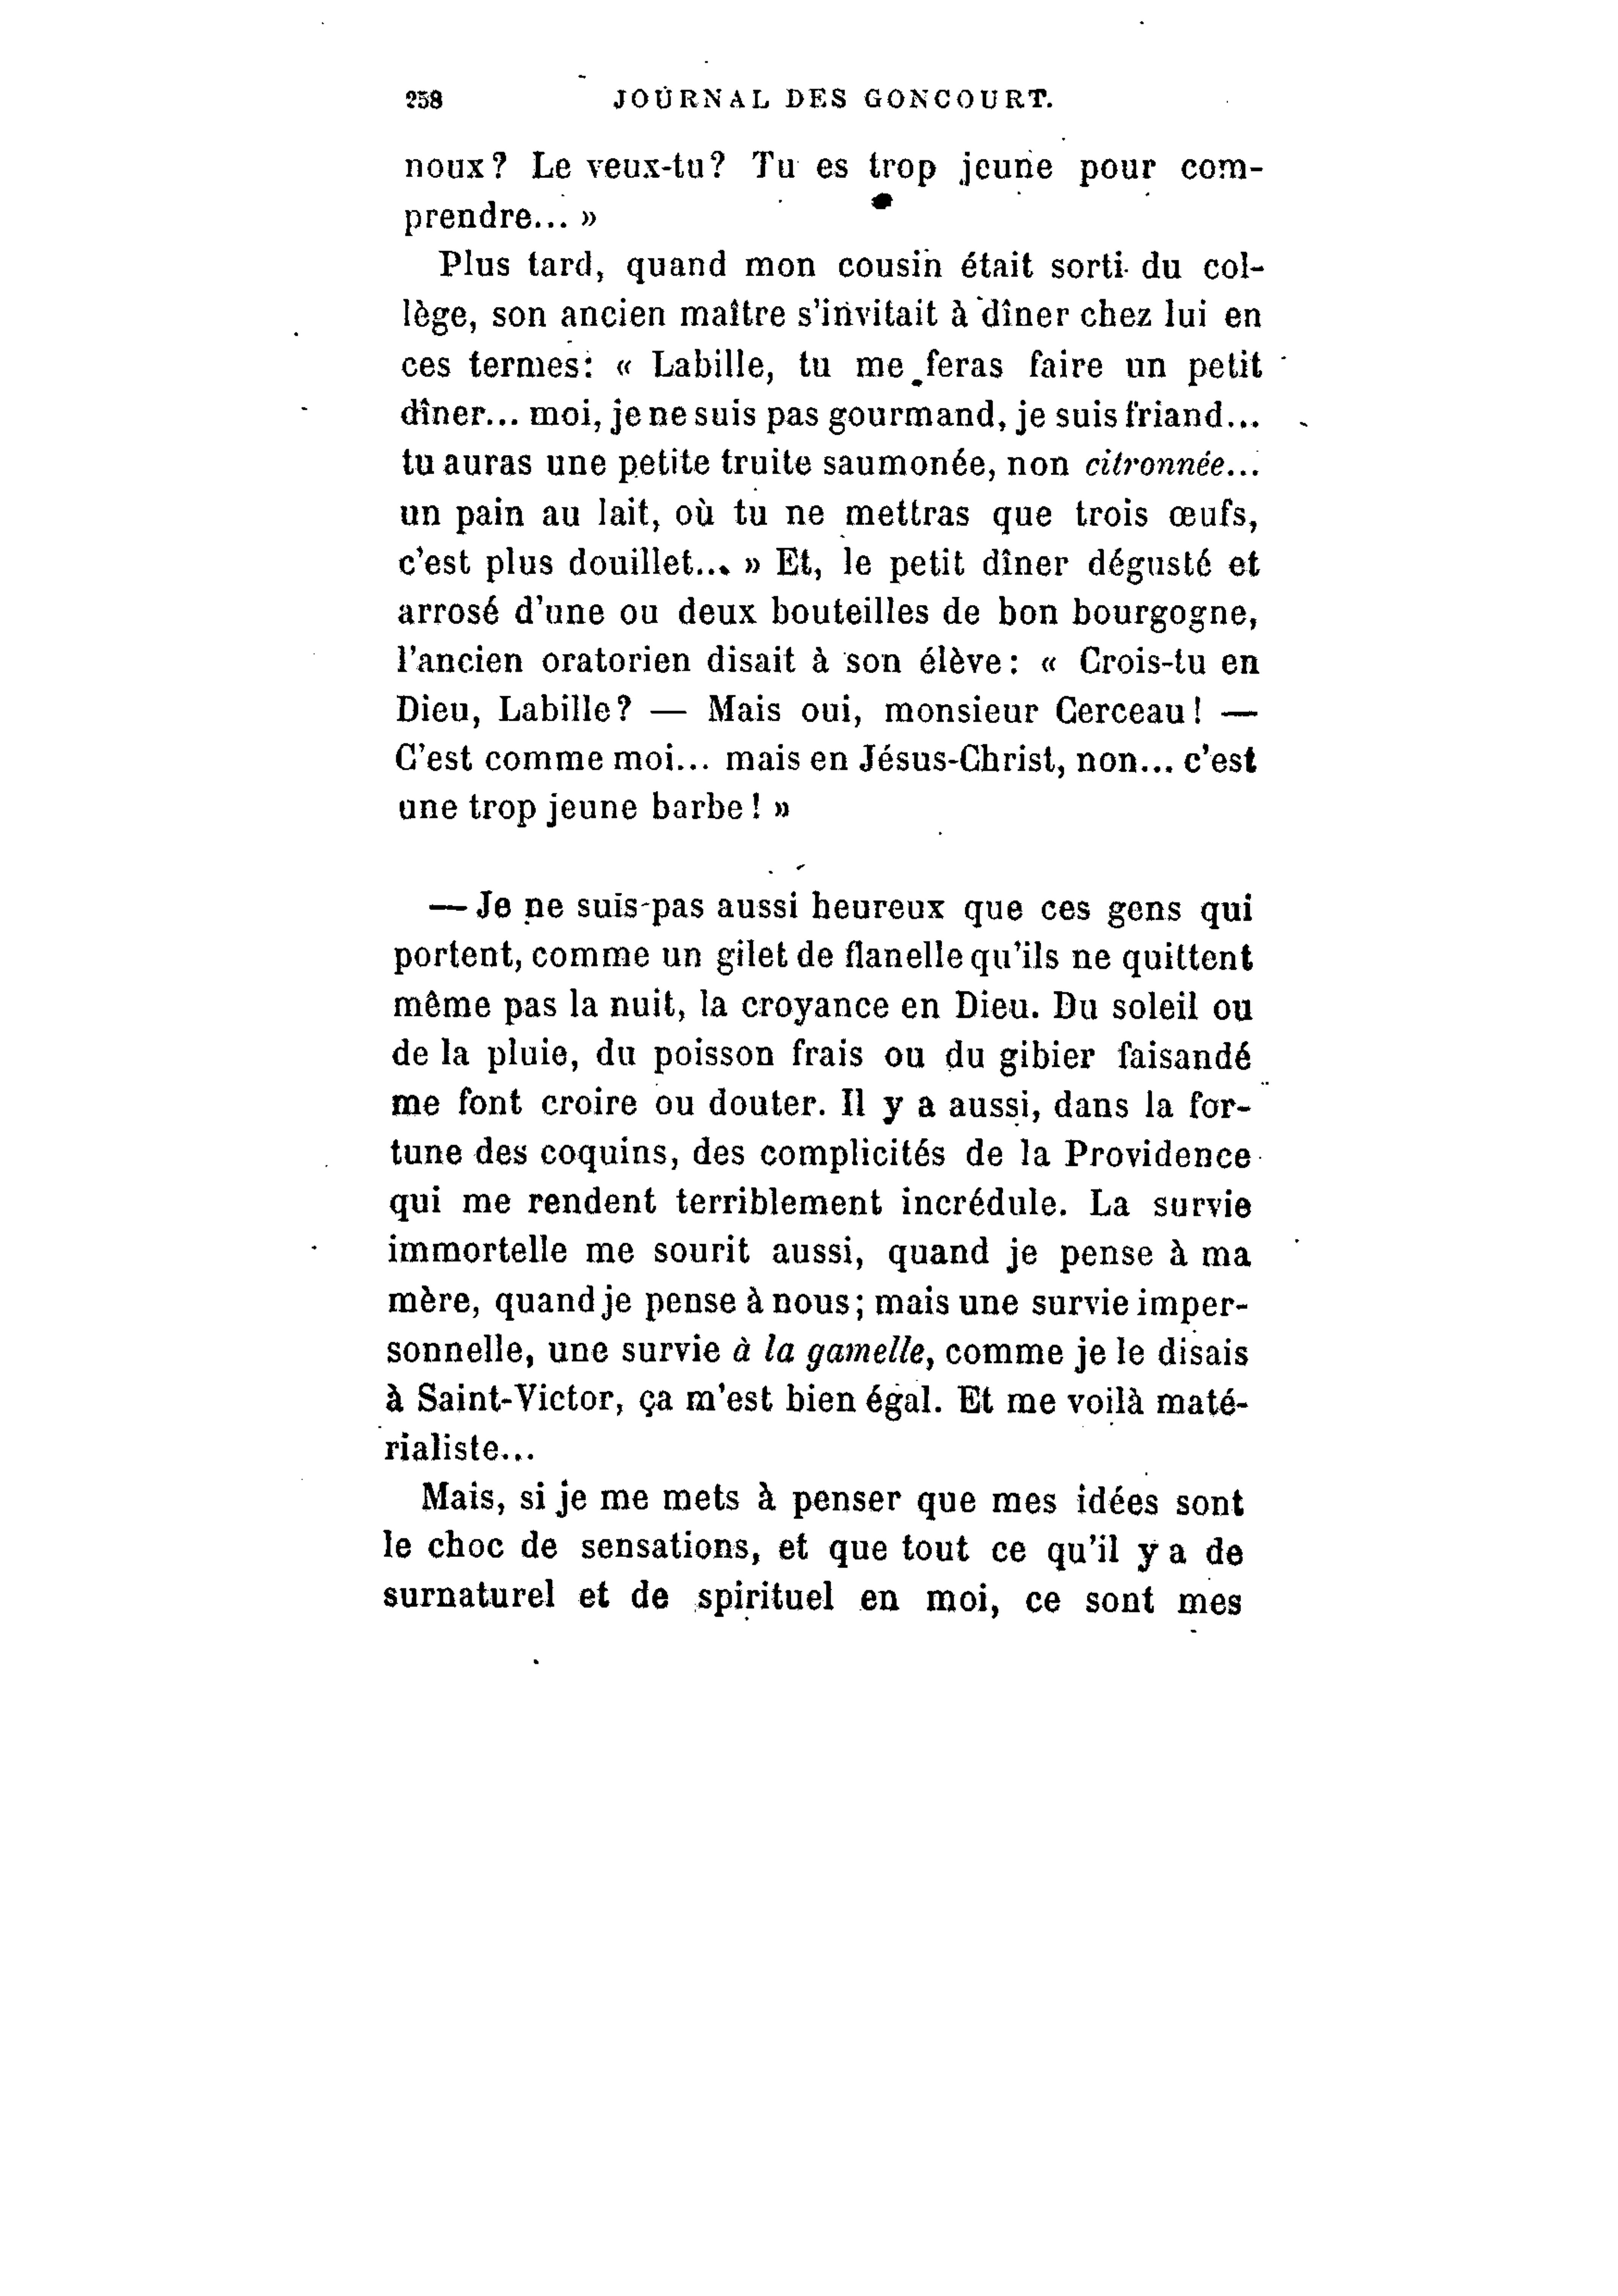 258 JOURNAL DES GONCOURT.
noux? Le veux-tu? Tu es trop jeune pour com-
prendre... »
Plus tard, quand mon cousin était sorti du col-
lège, son ancien maître s'invitait à dîner chez lui en
ces termes: « Labille, tu me feras faire un petit
dîner... moi, je ne suis pas gourmand, je suis friand...
tu auras une petite truite saumonée, non citronnée...
un pain au lait, où tu ne mettras que trois œufs,
c'est plus douillet... » Et, le petit dîner dégusté et
arrosé d'une ou deux bouteilles de bon bourgogne,
l'ancien oratorien disait à son élève: « Crois-tu en
Dieu, Labille? — Mais oui, monsieur Cerceau! —
C'est comme moi... mais en Jésus-Christ, non... c'est
une trop jeune barbe! »
— Je ne suis pas aussi heureux que ces gens qui
portent, comme un gilet de flanelle qu'ils ne quittent
même pas la nuit, la croyance en Dieu. Du soleil ou
de la pluie, du poisson frais ou du gibier faisandé
me font croire ou douter. Il y a aussi, dans la for-
tune des coquins, des complicités de la Providence
qui me rendent terriblement incrédule. La survie
immortelle me sourit aussi, quand je pense à ma
mère, quand je pense à nous; mais une survie imper-
sonnelle, une survie à la gamelle, comme je le disais
à Saint-Victor, ça m'est bien égal. Et me voilà maté-
rialiste...
Mais, si je me mets à penser que mes idées sont
le choc de sensations, et que tout ce qu'il y a de
surnaturel et de spirituel en moi, ce sont mes